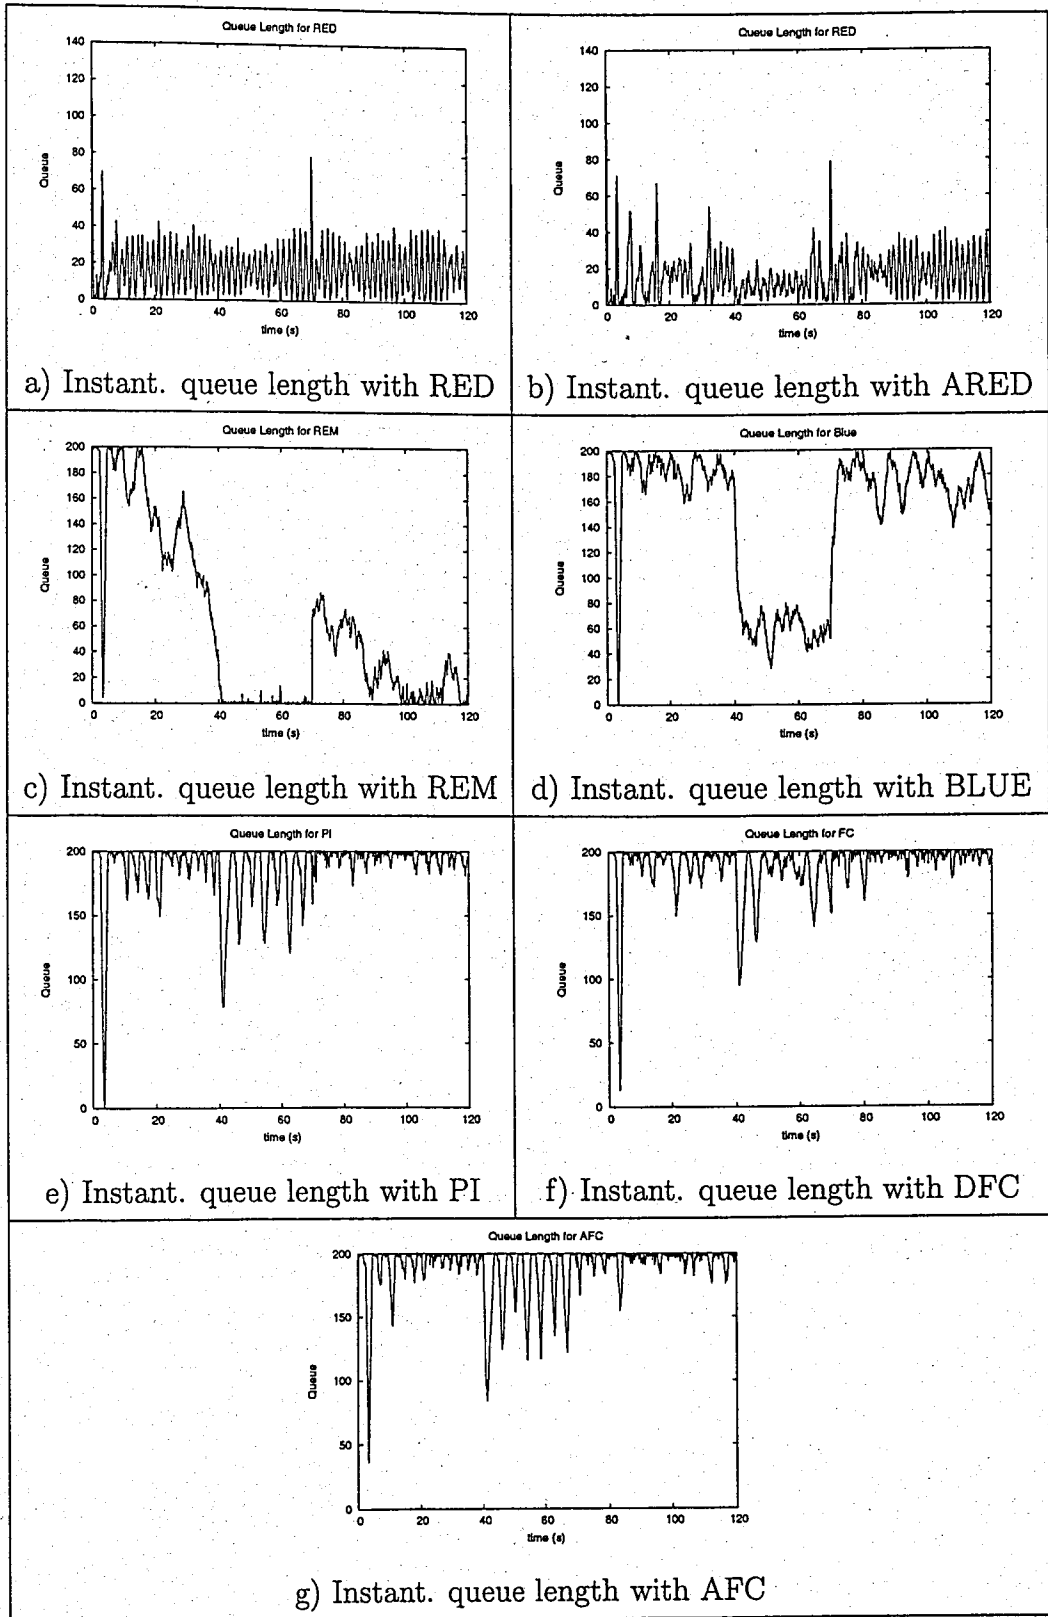 Queue Length for RED
140
120
100
80
60
40
20
0
Queue
0 20 40 60 80 100 120
time (s)
a) Instant. queue length with RED
Queue Length for RED
140
120
100
80
60
40
20
0
Queue
0 20 40 60 80 100 120
time (s)
b) Instant. queue length with ARED
Queue Length for REM
200
180
160
140
120
100
80
60
40
20
0
Queue
0 20 40 60 80 100 120
time (s)
c) Instant. queue length with REM
Queue Length for Blue
200
180
160
140
120
100
80
60
40
20
0
Queue
0 20 40 60 80 100 120
time (s)
d) Instant. queue length with BLUE
Queue Length for PI
200
150
100
50
0
Queue
0 20 40 60 80 100 120
time (s)
e) Instant. queue length with PI
Queue Length for FC
200
150
100
50
0
Queue
0 20 40 60 80 100 120
time (s)
f) Instant. queue length with DFC
Queue Length for AFC
200
150
100
50
0
Queue
0 20 40 60 80 100 120
time (s)
g) Instant. queue length with AFC